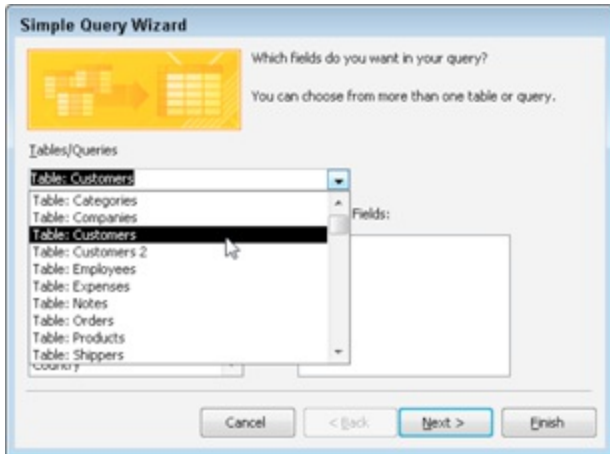 Simple Query Wizard
Which fields do you want in your query?
You can choose from more than one table or query.
Tables/Queries
Table: Customers
Table: Categories
Table: Companies
Fields:
Table: Customers
Table: Customers 2
Table: Employees
Table: Expenses
Table: Notes
Table: Orders
Table: Products
Table: Shippers
Country
Cancel
< Back
Next >
Finish